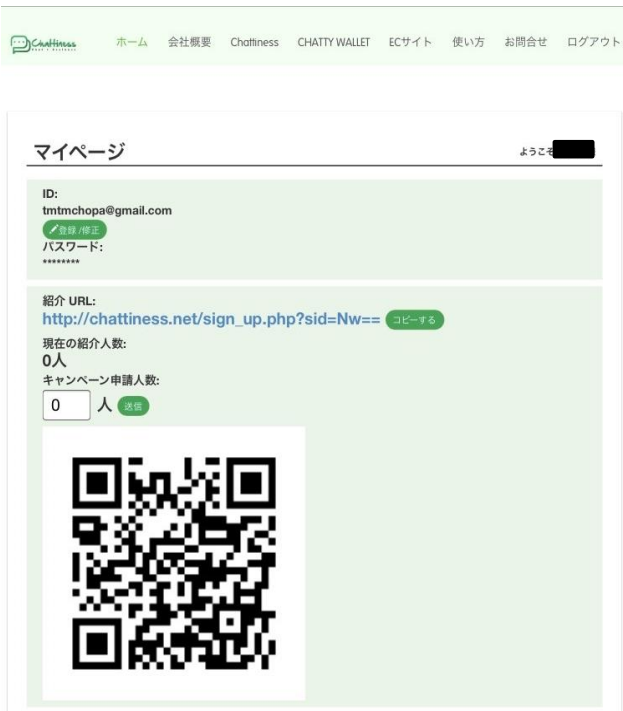 Chattiness
ホーム 会社概要 Chattiness CHATTY WALLET ECサイト 使い方 お問合せ ログアウト
マイページ
ようこそ
ID:
tmtmchopa@gmail.com
登録/修正
パスワード:
********
紹介 URL:
http://chattiness.net/sign_up.php?sid=Nw== コピーする
現在の紹介人数:
0人
キャンペーン申請人数:
0 人 送信